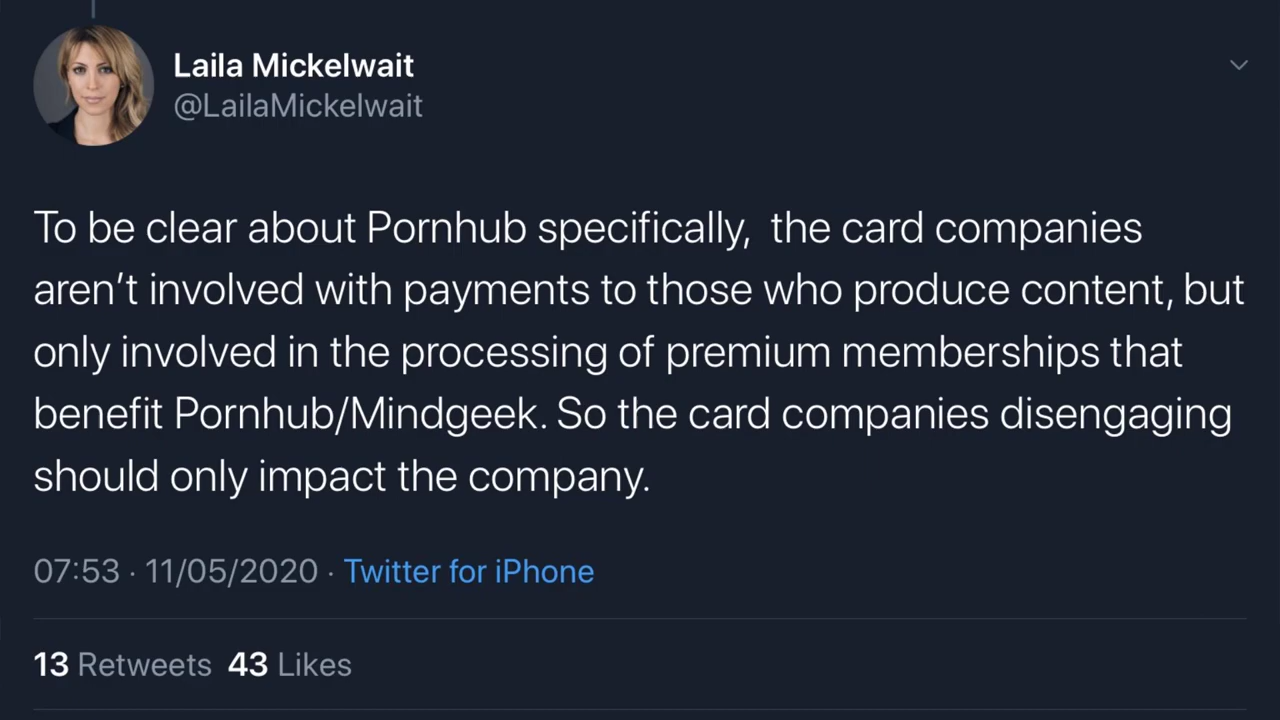 Laila Mickelwait
@LailaMickelwait
To be clear about Pornhub specifically,  the card companies
aren’t involved with payments to those who produce content, but
only involved in the processing of premium memberships that
benefit Pornhub/Mindgeek. So the card companies disengaging
should only impact the company.
07:53 · 11/05/2020 · Twitter for iPhone
13 Retweets  43 Likes